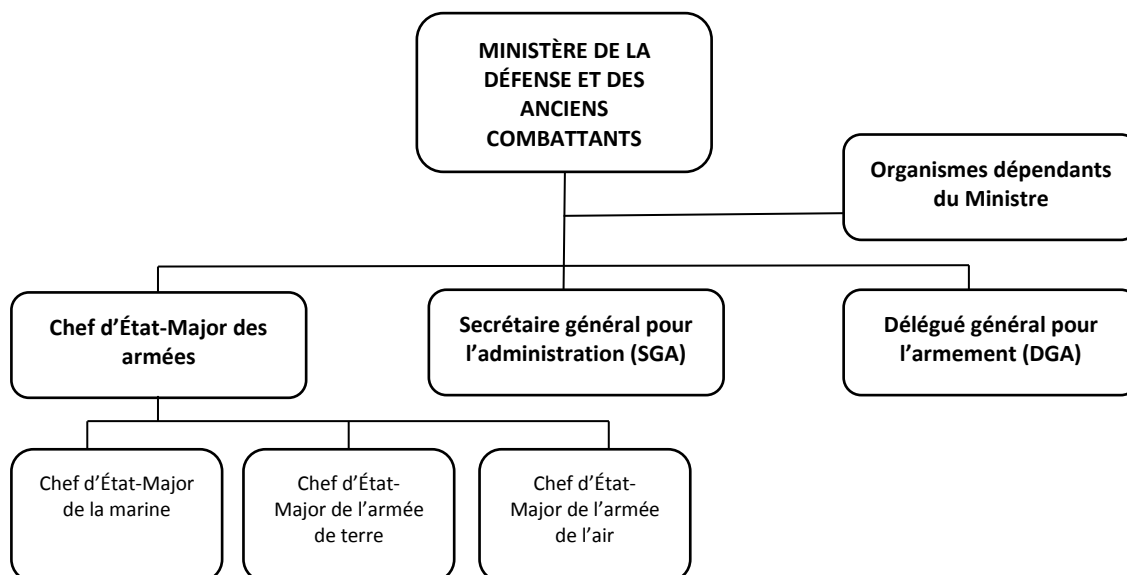 MINISTÈRE DE LA
DÉFENSE ET DES
ANCIENS
COMBATTANTS
Organismes dépendants
du Ministre
Chef d’État-Major des
armées
Secrétaire général pour
l’administration (SGA)
Délégué général pour
l’armement (DGA)
Chef d’État-Major
de la marine
Chef d’État-
Major de l’armée
de terre
Chef d’État-
Major de l’armée
de l’air